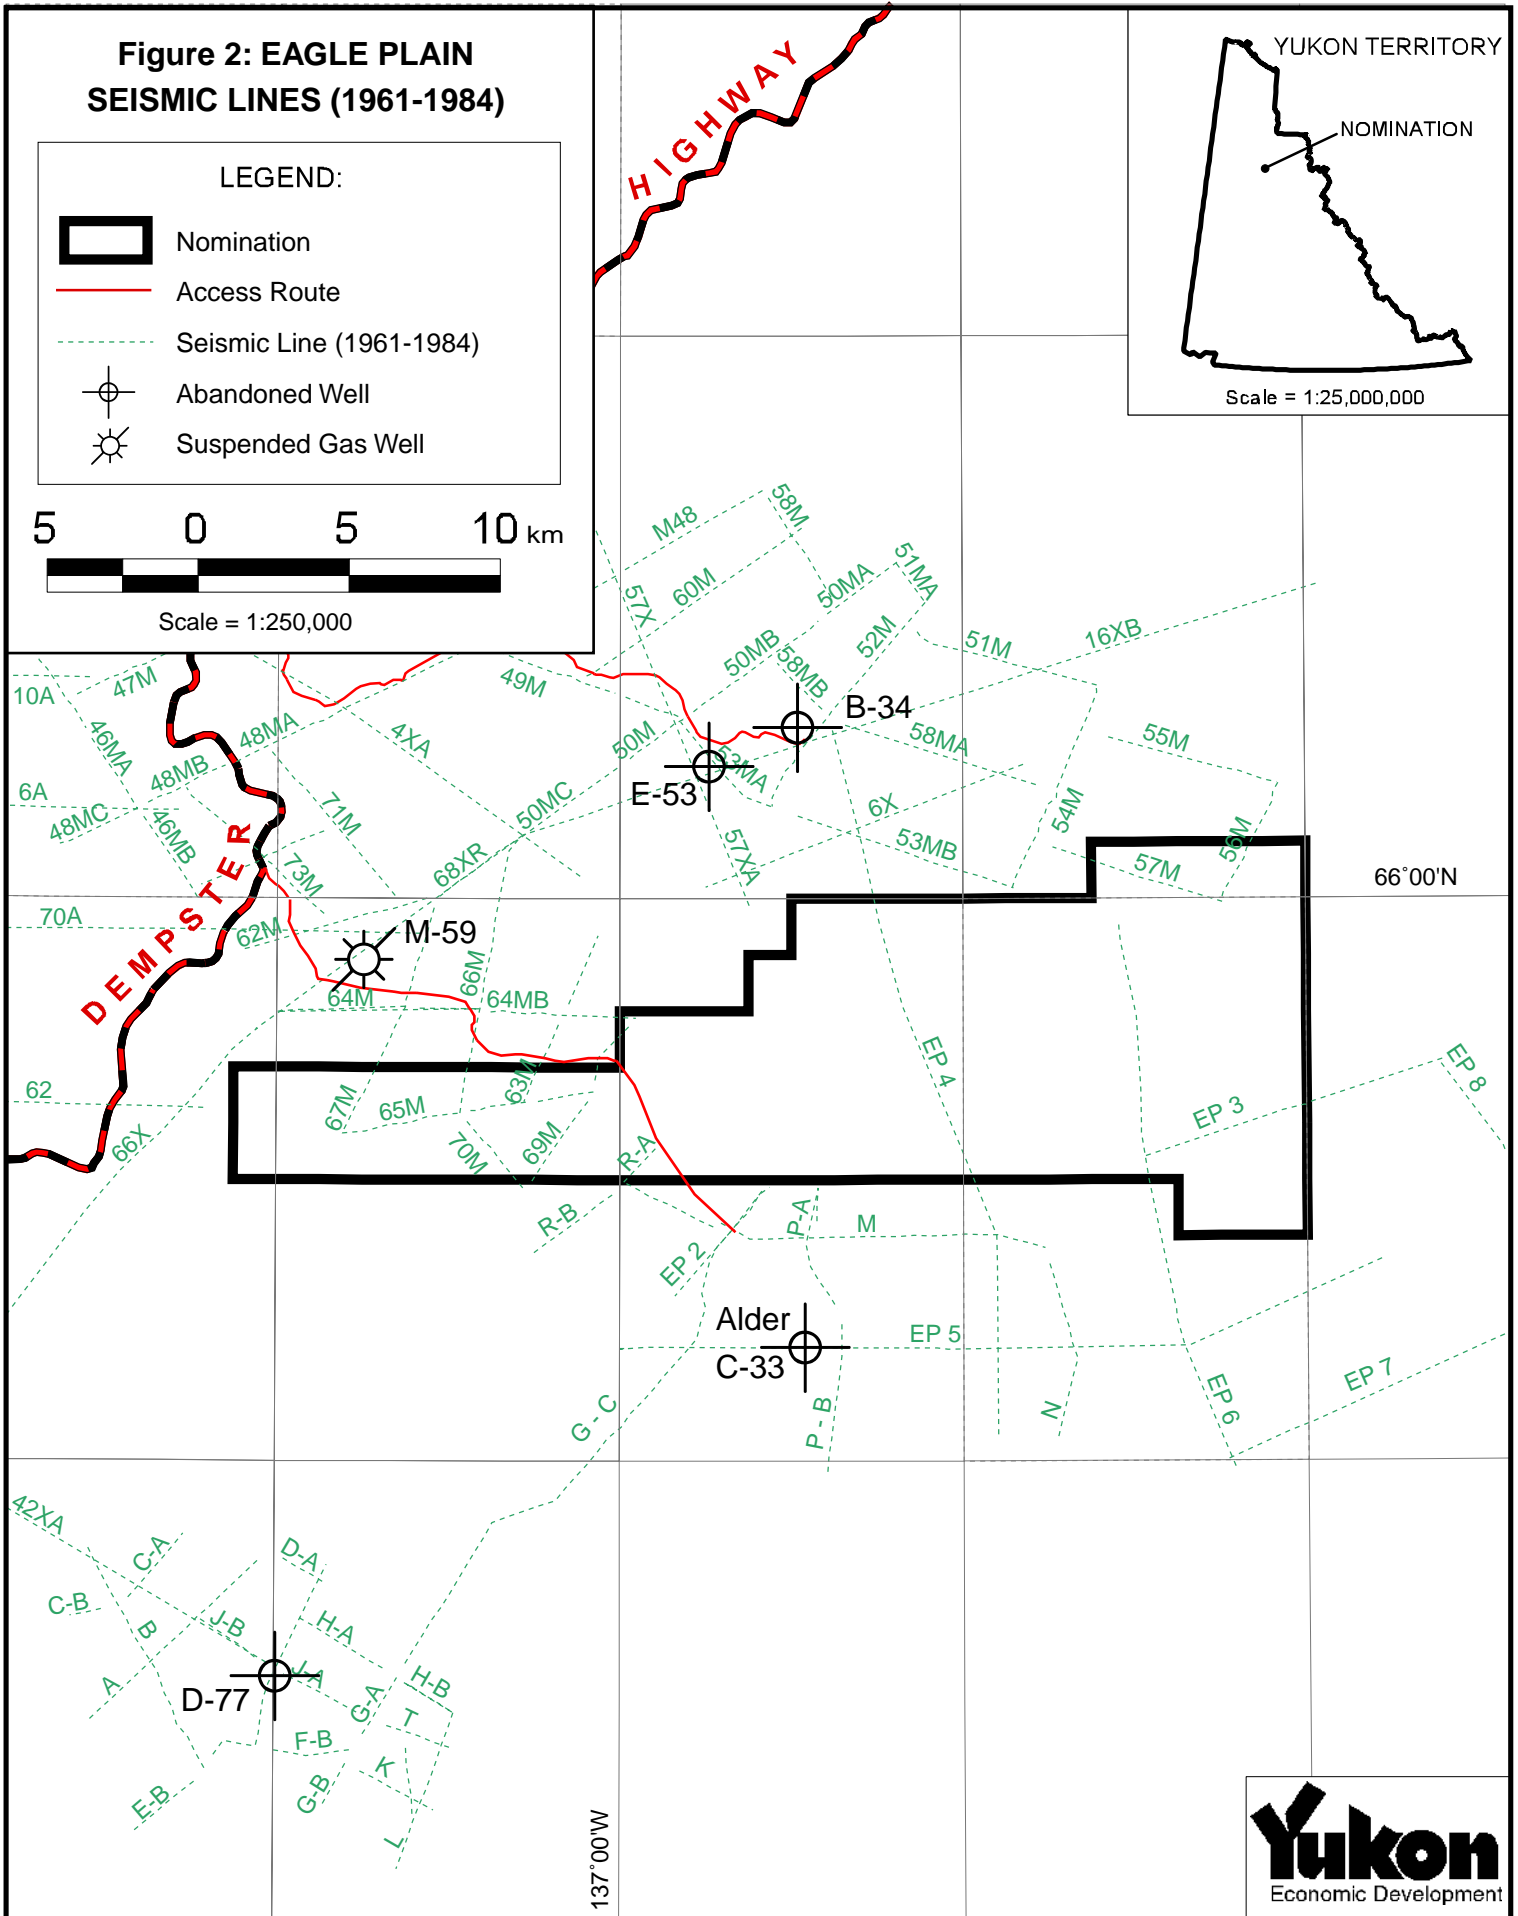 Figure 2: EAGLE PLAIN
SEISMIC LINES (1961-1984)
LEGEND:
Nomination
Access Route
Seismic Line (1961-1984)
Abandoned Well
Suspended Gas Well
5 0 5 10 km
Scale = 1:250,000
HIGHWAY
YUKON TERRITORY
NOMINATION
Scale = 1:25,000,000
M48
58M
60M
57X
50MA
51MA
52M
51M
16XB
50MB
58MB
49M
47M
10A
46MA
48MA
4XA
50M
B-34
58MA
55M
48MB
53MA
E-53
6A
48MC
46MB
71M
50MC
6X
54M
53MB
56M
57M
57XA
68XR
73M
66°00'N
DEMPSTER
70A
62M
M-59
66M
64M
64MB
EP 4
EP 8
62
66X
67M
65M
63M
70M
69M
R-A
EP 3
R-B
P-A
M
EP 2
Alder
C-33
EP 5
EP 7
EP 6
G - C
P - B
N
42XA
C-A
D-A
C-B
B
J-B
H-A
A
J-A
D-77
G-A
H-B
T
F-B
K
G-B
E-B
L
137°00'W
Yukon
Economic Development